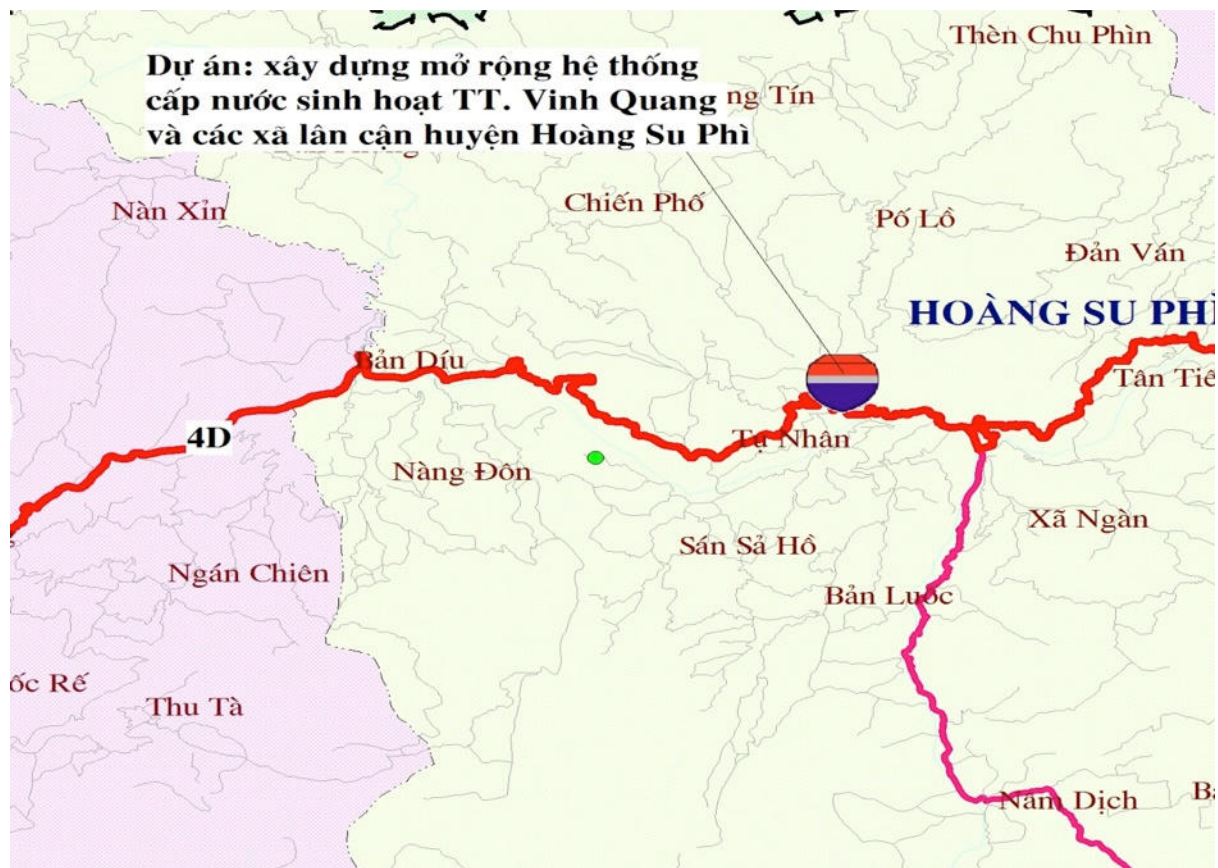 Thèn Chu Phìn
Dự án: xây dựng mở rộng hệ thống
cấp nước sinh hoạt TT. Vinh Quang
ng Tín
và các xã lân cận huyện Hoàng Su Phì
Nàn Xỉn
Chiến Phố
Pố Lồ
Đản Ván
HOÀNG SU PHÌ
Bản Díu
Tân Tiế
4D
Tụ Nhân
Nàng Đôn
Xã Ngàn
Sán Sả Hồ
Ngán Chiên
Bản Luốc
ốc Rế
Thu Tà
Nâm Dịch
Bả